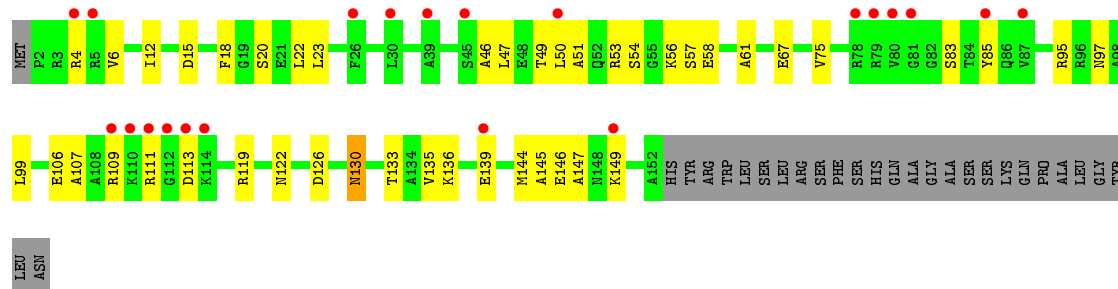 MET P2 R3 R4 R5 V6 I12 D15 F18 G19 S20 E21 L22 L23 F26 L30 A39 S45 A46 L47 E48 T49 L50 A51 Q52 R53 S54 G55 K56 S57 E58 A61 E67 V75 R78 R79 V80 G81 G82 S83 T84 Y85 Q86 V87 R95 R96 N97 A98
L99 E106 A107 A108 R109 K110 R111 G112 D113 K114 R119 N122 D126 N130 T133 A134 V135 K136 E139 M144 A145 E146 A147 N148 K149 A152 HIS TYR ARG TRP LEU SER LEU ARG SER PHE SER HIS GLN ALA GLY ALA SER SER LYS GLN PRO ALA LEU GLY TYR
LEU ASN